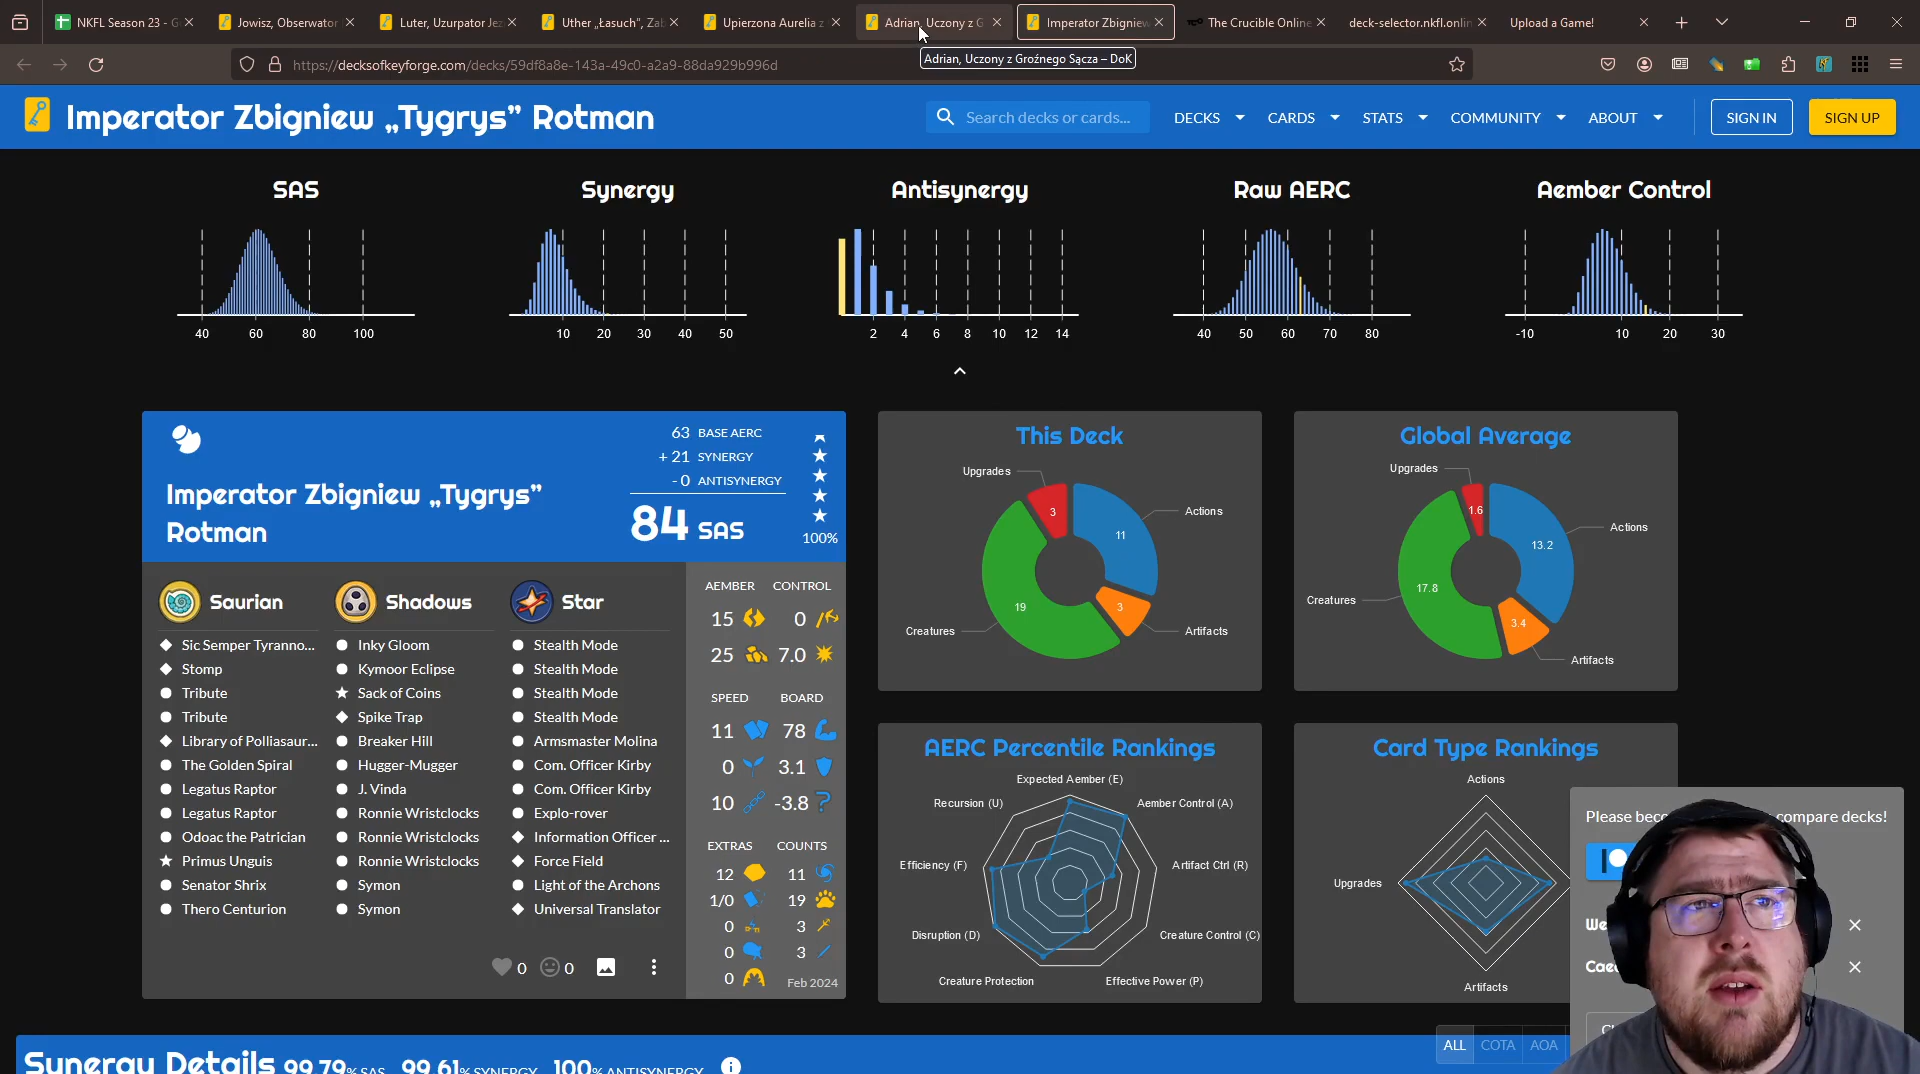 NKFL Season 23 - G
Jowisz, Obserwator
Luter, Uzurpator Je
Uther „Łasuch”, Za
Upierzona Aurelia z
Adrian, Uczony z G
Imperator Zbigniew
The Crucible Online
deck-selector.nkfl.onlin
Upload a Game!
https://decksofkeyforge.com/decks/59df8a8e-143a-49c0-a2a9-88da929b996d
Adrian, Uczony z Groźnego Sącza – DoK
Imperator Zbigniew „Tygrys” Rotman
Search decks or cards...
DECKS
CARDS
STATS
COMMUNITY
ABOUT
SIGN IN
SIGN UP
SAS
Synergy
Antisynergy
Raw AERC
Aember Control
40 60 80 100
10 20 30 40 50
2 4 6 8 10 12 14
40 50 60 70 80
-10 10 20 30
Imperator Zbigniew „Tygrys”
Rotman
63 BASE AERC
+ 21 SYNERGY
- 0 ANTISYNERGY
84 SAS
100%
Saurian
Sic Semper Tyranno...
Stomp
Tribute
Tribute
Library of Polliasaur...
The Golden Spiral
Legatus Raptor
Legatus Raptor
Odoac the Patrician
Primus Unguis
Senator Shrix
Thero Centurion
Shadows
Inky Gloom
Kymoor Eclipse
Sack of Coins
Spike Trap
Breaker Hill
Hugger-Mugger
J. Vinda
Ronnie Wristclocks
Ronnie Wristclocks
Ronnie Wristclocks
Symon
Symon
Star
Stealth Mode
Stealth Mode
Stealth Mode
Stealth Mode
Armsmaster Molina
Com. Officer Kirby
Com. Officer Kirby
Explo-rover
Information Officer ...
Force Field
Light of the Archons
Universal Translator
0 0
AEMBER CONTROL
15 0
25 7.0
SPEED BOARD
11 78
0 3.1
10 -3.8
EXTRAS COUNTS
12 11
1/0 19
0 3
0 3
0 Feb 2024
This Deck
Upgrades
3
Actions
11
19
3
Creatures
Artifacts
Global Average
Upgrades
1.6
Actions
13.2
17.8
Creatures
3.4
Artifacts
AERC Percentile Rankings
Expected Aember (E)
Recursion (U)
Aember Control (A)
Efficiency (F)
Artifact Ctrl (R)
Disruption (D)
Creature Control (C)
Creature Protection
Effective Power (P)
Card Type Rankings
Actions
Upgrades
Artifacts
Please beco
compare decks!
We
Cae
Synergy Details 99.79% SAS 99.61% SYNERGY 100% ANTISYNERGY
ALL COTA AOA